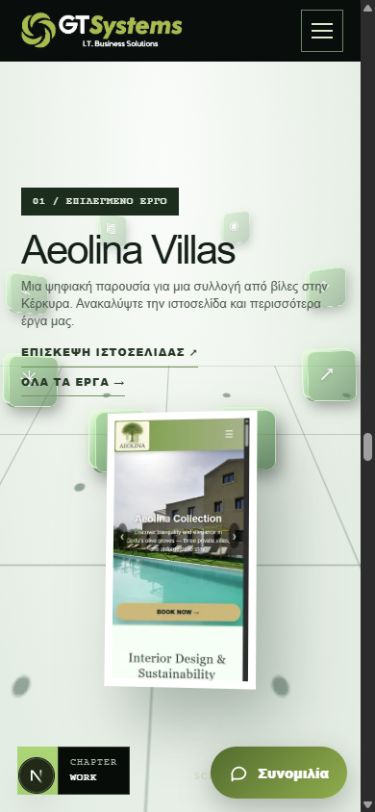 GTSystems
I.T. Business Solutions
01 / ΕΠΙΛΕΓΜΕΝΟ ΕΡΓΟ
Aeolina Villas
Μια ψηφιακή παρουσία για μια συλλογή από βίλες στην
Κέρκυρα. Ανακαλύψτε την ιστοσελίδα και περισσότερα
έργα μας.
ΕΠΙΣΚΕΨΗ ΙΣΤΟΣΕΛΙΔΑΣ ↗
ΟΛΑ ΤΑ ΕΡΓΑ →
AEOLINA
Aeolina Collection
BOOK NOW →
Interior Design &
Sustainability
N
CHAPTER
WORK
Συνομιλία